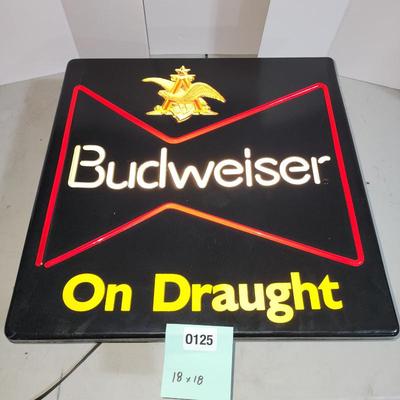 A
Budweiser
On Draught
0125
18 x 18